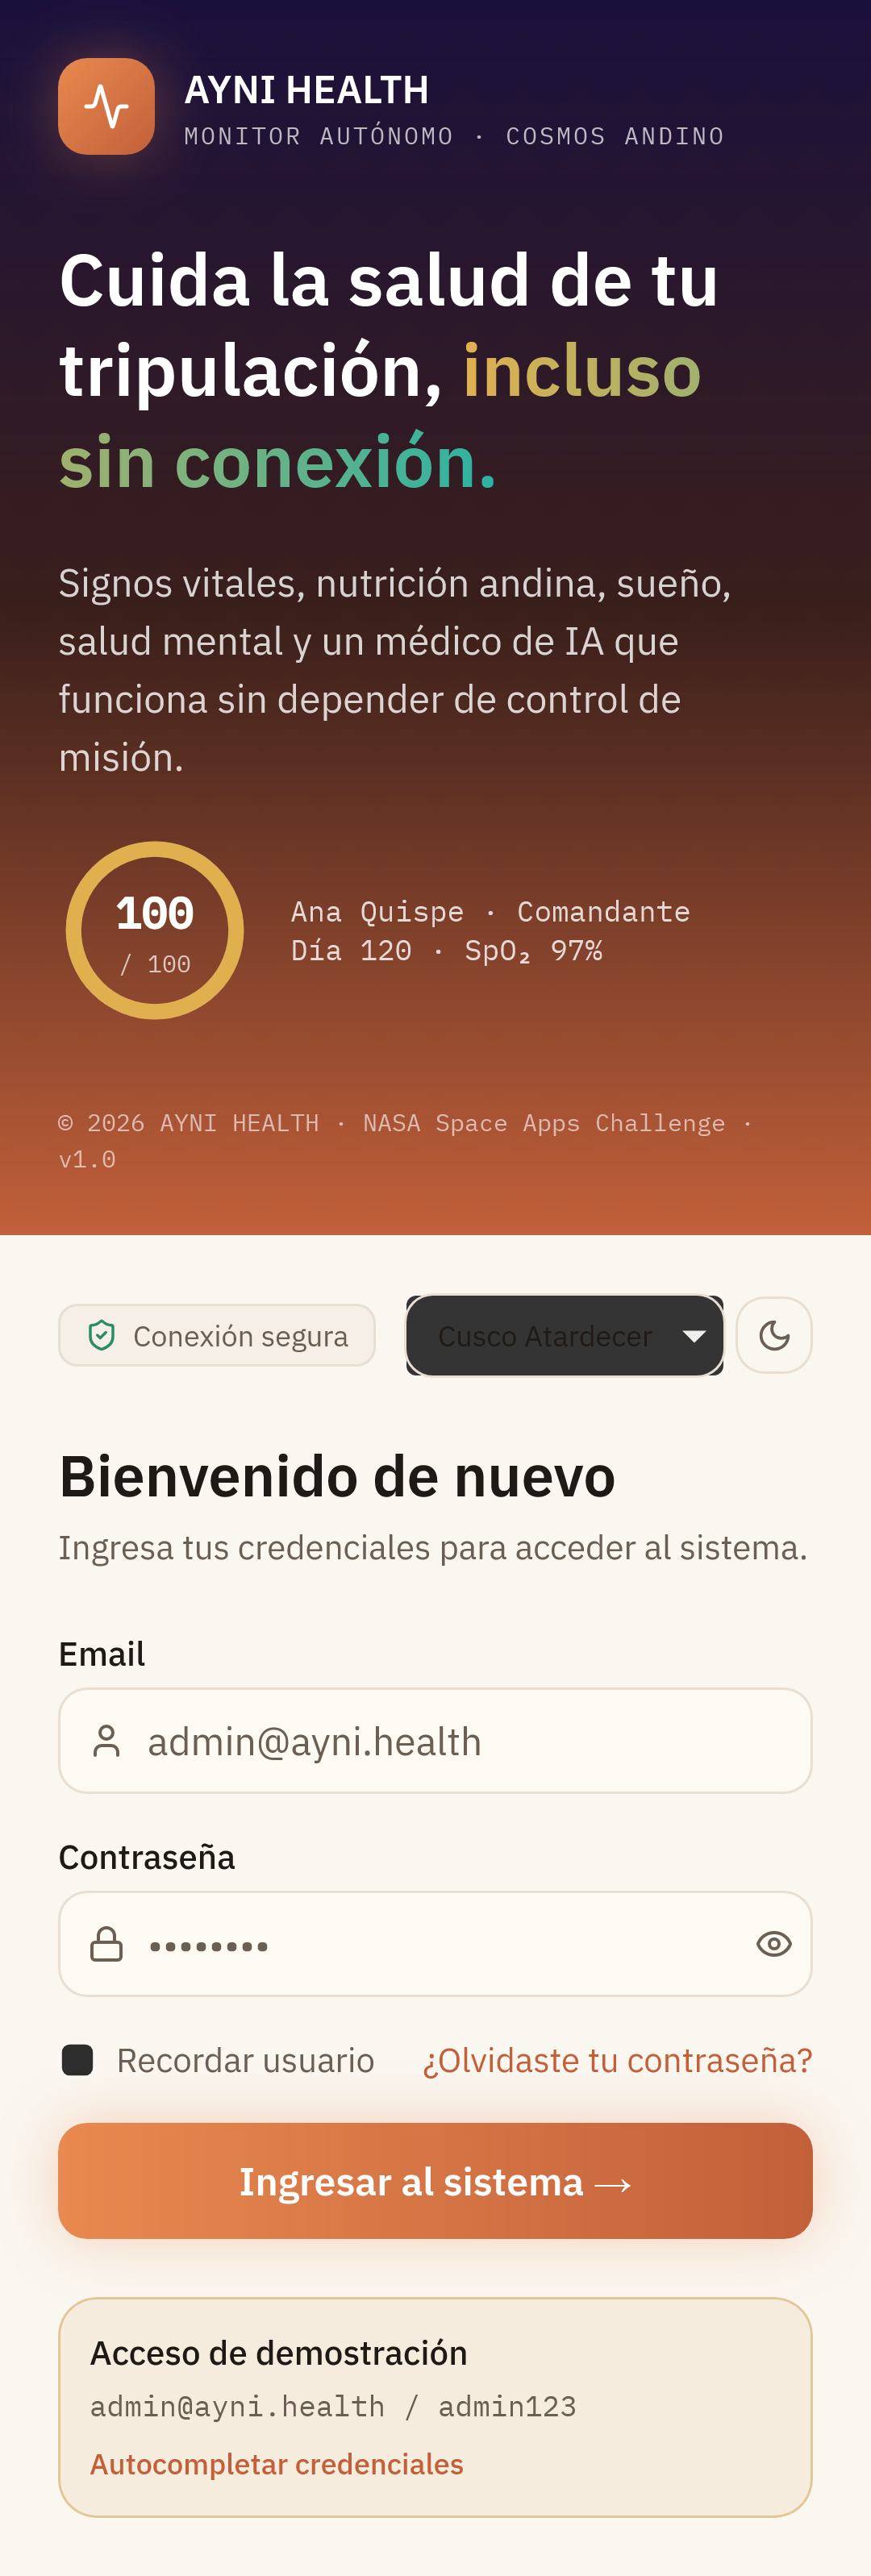 AYNI HEALTH
MONITOR AUTÓNOMO · COSMOS ANDINO
Cuida la salud de tu
tripulación, incluso
sin conexión.
Signos vitales, nutrición andina, sueño,
salud mental y un médico de IA que
funciona sin depender de control de
misión.
100
/ 100
Ana Quispe · Comandante
Día 120 · SpO₂ 97%
© 2026 AYNI HEALTH · NASA Space Apps Challenge ·
v1.0
Conexión segura
Cusco Atardecer
Bienvenido de nuevo
Ingresa tus credenciales para acceder al sistema.
Email
admin@ayni.health
Contraseña
••••••••
Recordar usuario
¿Olvidaste tu contraseña?
Ingresar al sistema →
Acceso de demostración
admin@ayni.health / admin123
Autocompletar credenciales